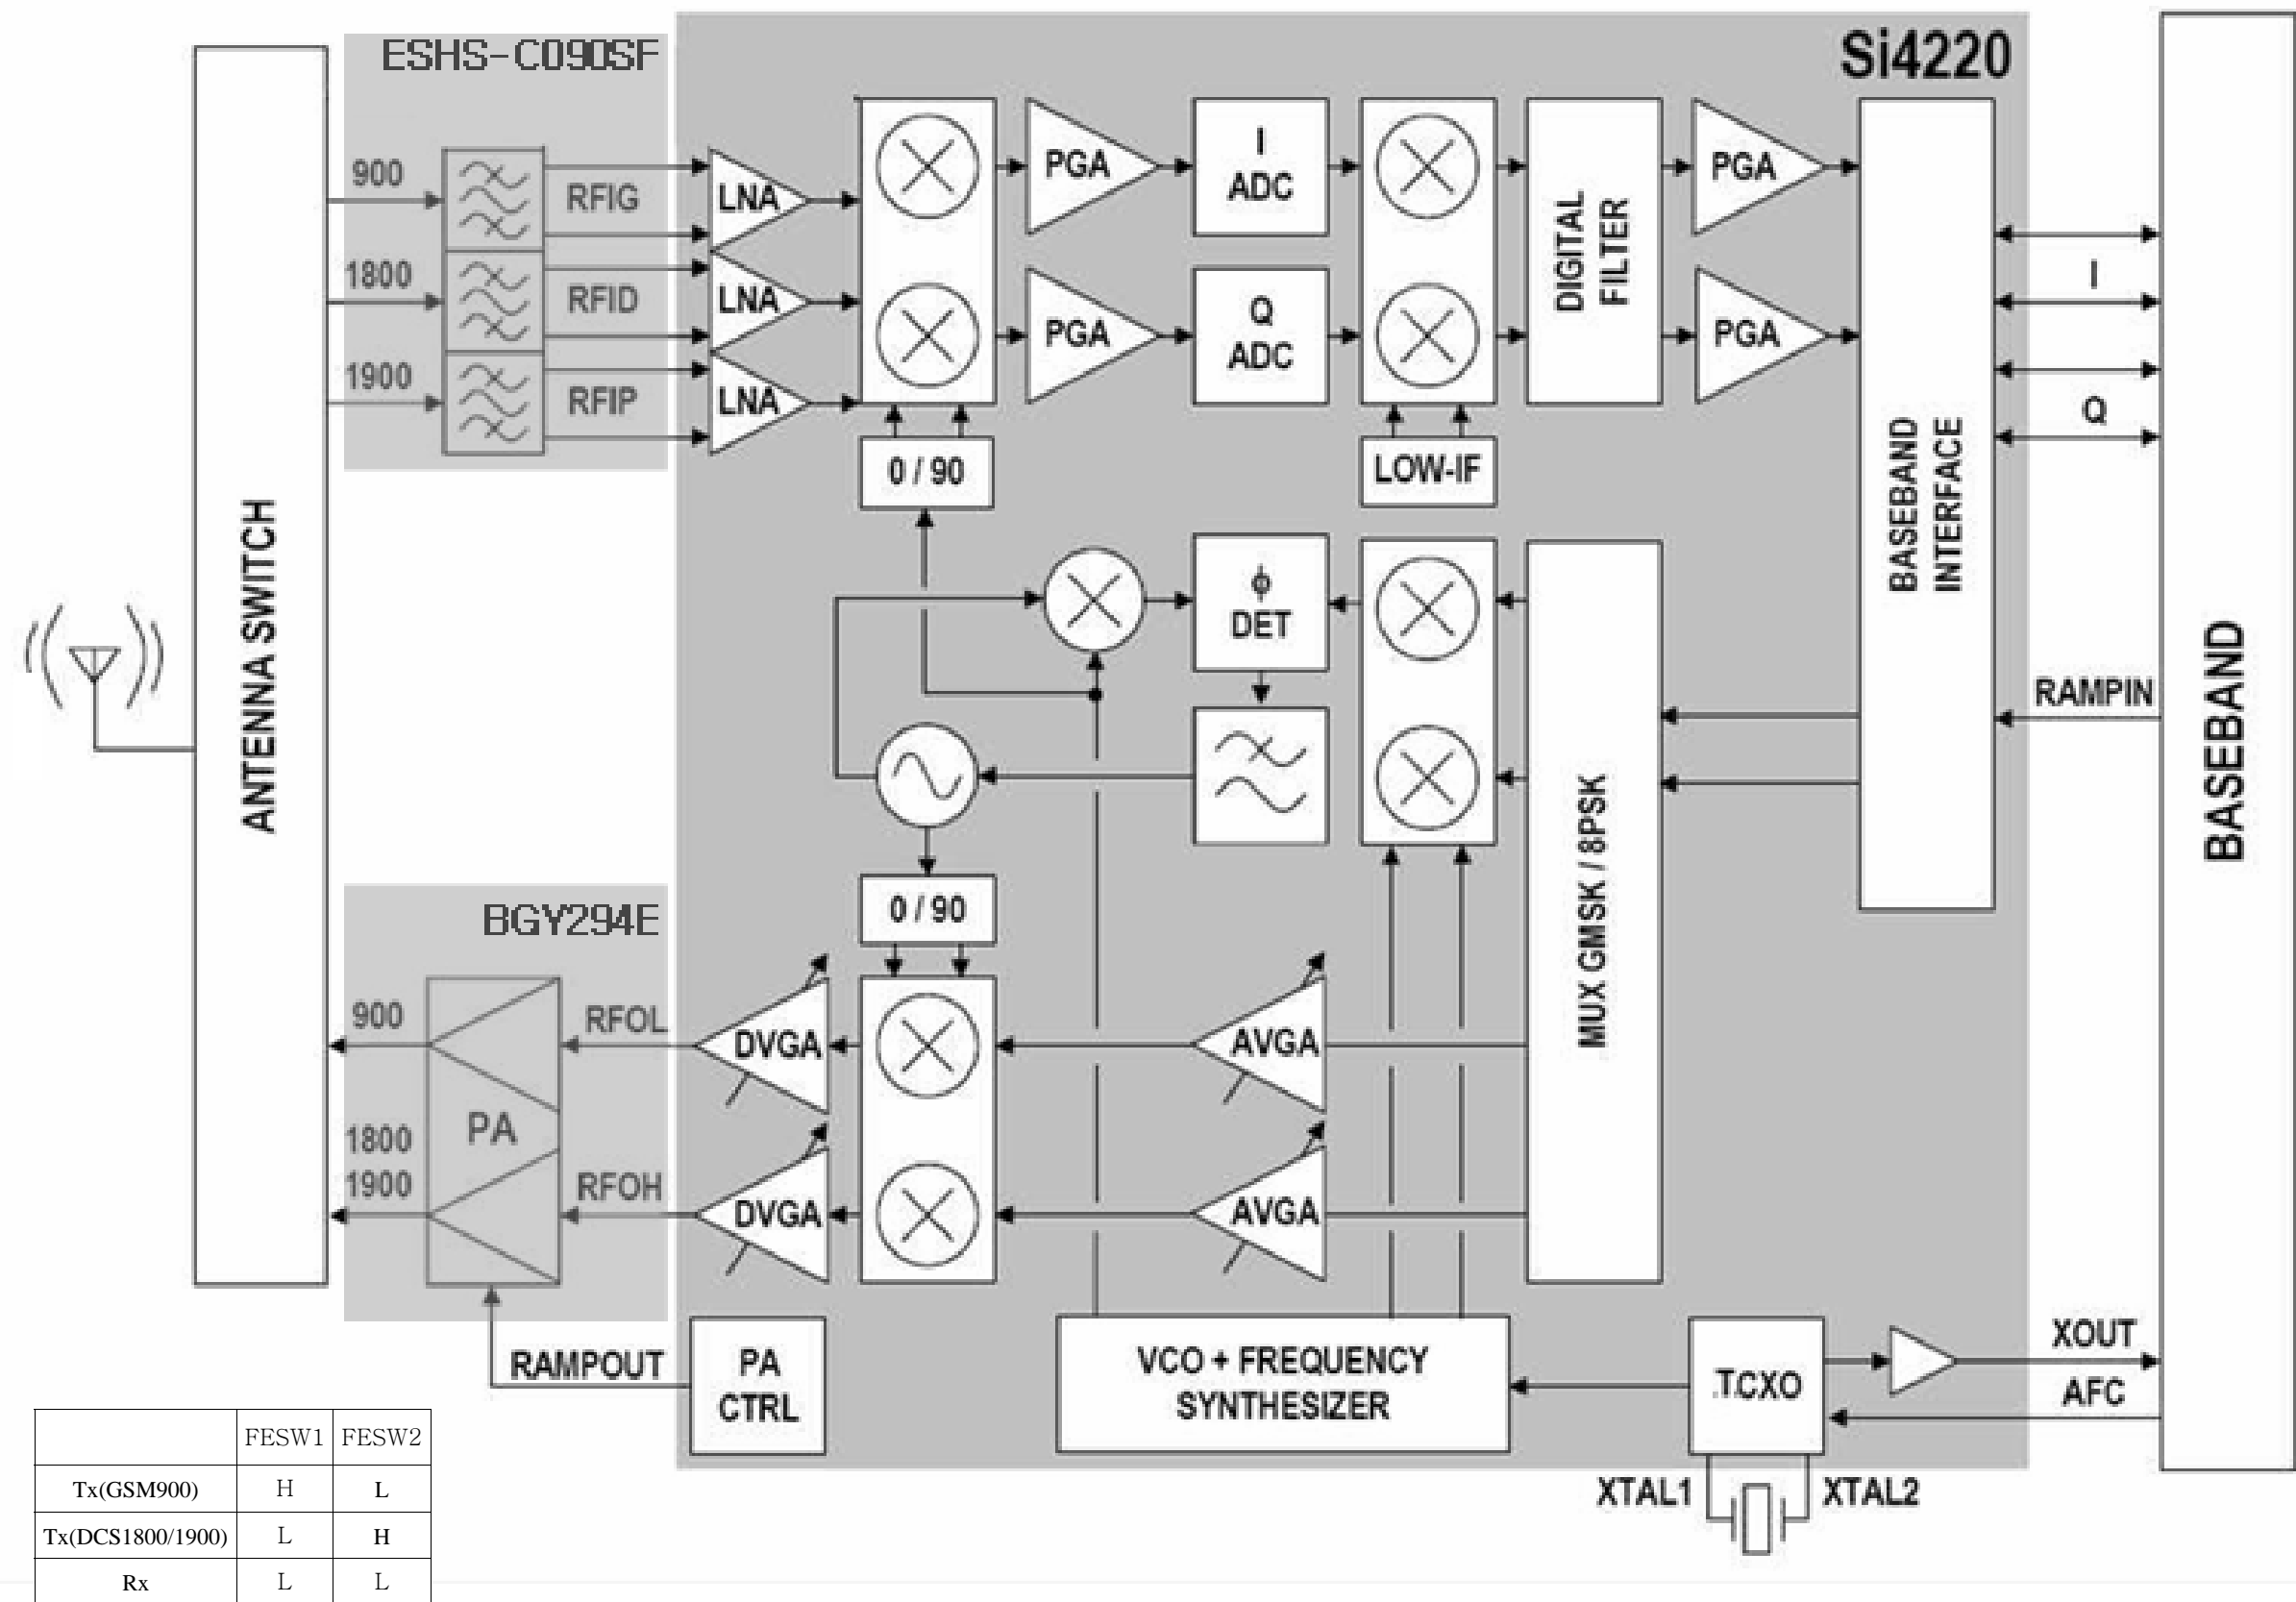 ESHS-C090SF
Si4220
900
RFIG
LNA
PGA
I
ADC
PGA
1800
RFID
LNA
PGA
Q
ADC
PGA
1900
RFIP
LNA
DIGITAL
FILTER
0 / 90
LOW-IF
I
Q
ANTENNA SWITCH
BASEBAND
INTERFACE
BASEBAND
ϕ
DET
RAMPIN
MUX GMSK / 8PSK
BGY294E
0 / 90
900
RFOL
DVGA
AVGA
PA
1800
1900
RFOH
DVGA
AVGA
RAMPOUT
PA
CTRL
VCO + FREQUENCY
SYNTHESIZER
TCXO
XOUT
AFC
XTAL1
XTAL2
FESW1 FESW2
Tx(GSM900) H L
Tx(DCS1800/1900) L H
Rx L L